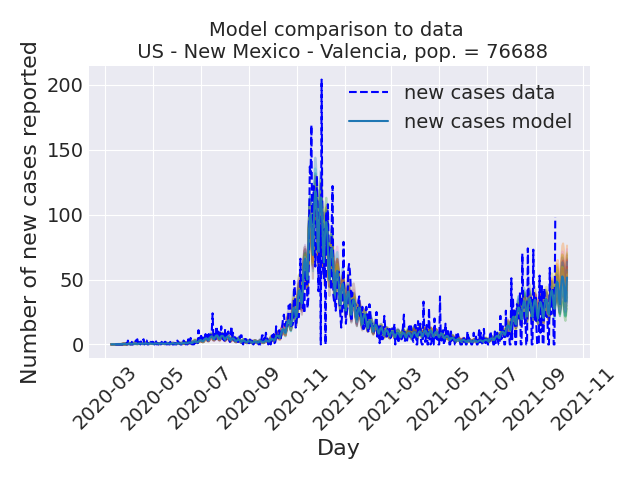 Model comparison to data
US - New Mexico - Valencia, pop. = 76688
Number of new cases reported
200
150
100
50
0
new cases data
new cases model
2020-03
2020-05
2020-07
2020-09
2020-11
2021-01
2021-03
2021-05
2021-07
2021-09
2021-11
Day